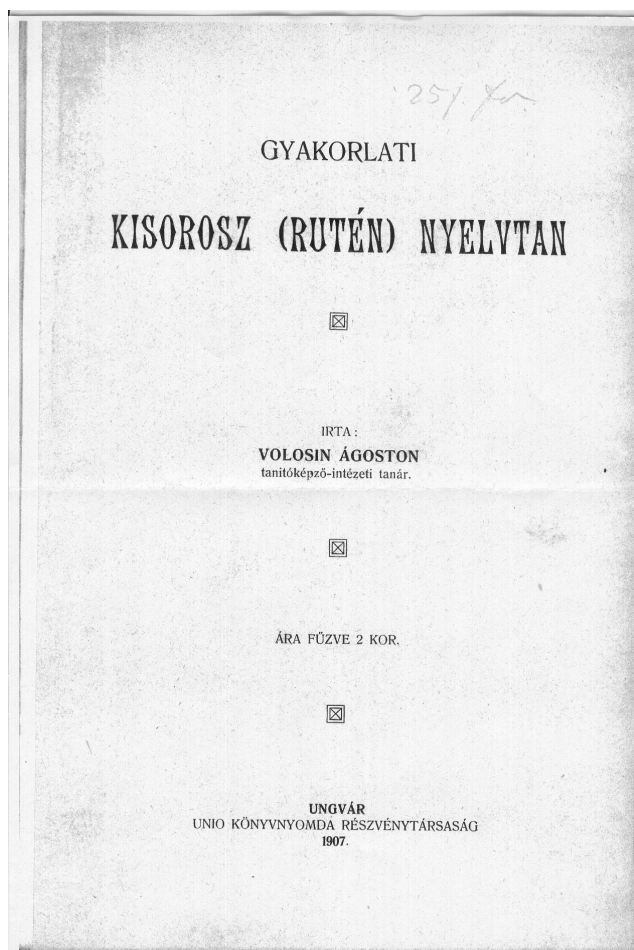 GYAKORLATI
KISOROSZ (RUTÉN) NYELVTAN
IRTA:
VOLOSIN ÁGOSTON
tanitóképző-intézeti tanár.
ÁRA FŰZVE 2 KOR.
UNGVÁR
UNIO KÖNYVNYOMDA RÉSZVÉNYTÁRSASÁG
1907.